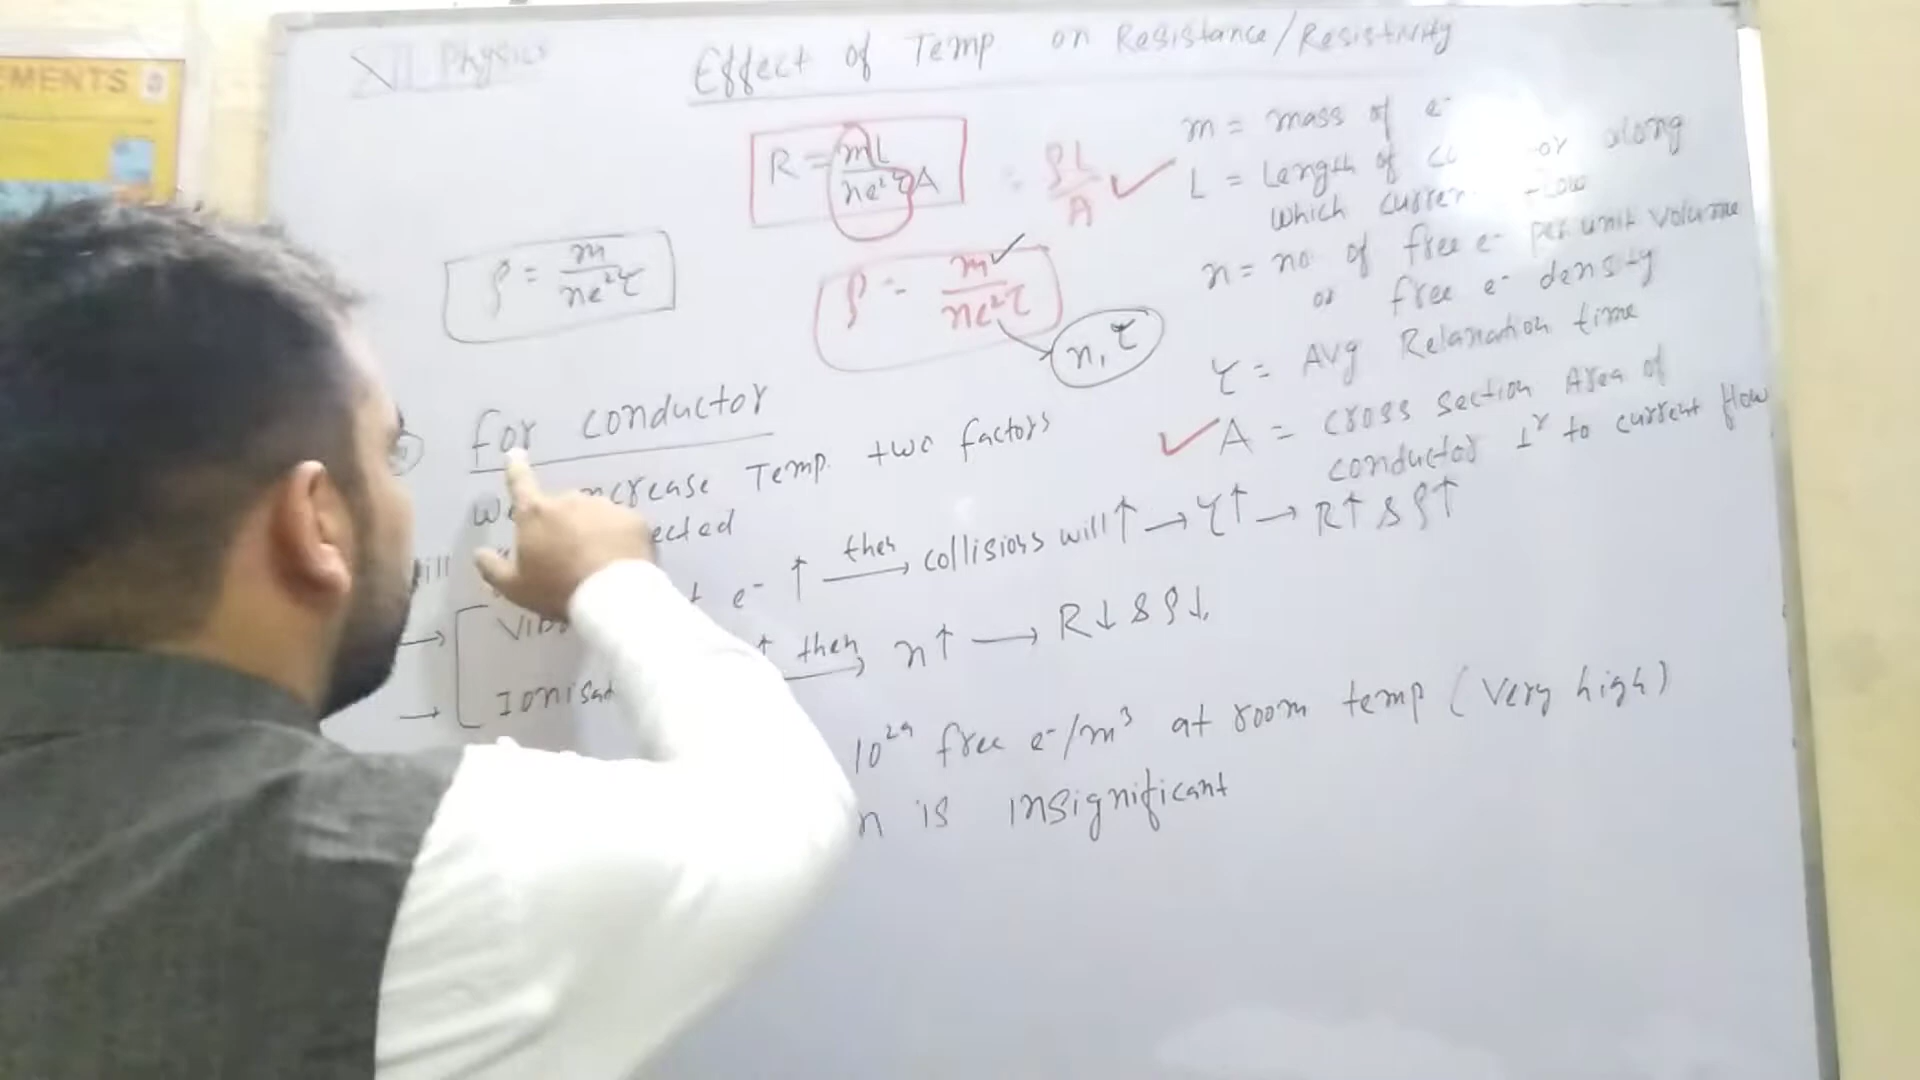 EMENTS
XII Physics
Effect of Temp on Resistance/Resistivity
R = mL/ne²τA = ρL/A ✓
m = mass of e⁻
L = Length of along
which flow
ρ = m/ne²τ
ρ = m/ne²τ
n, τ
n = no of free e⁻ per unit volume
or free e⁻ density
τ = Avg Relaxation time
✓ A = cross section Area of
conductor ⊥ʳ to current flow
for conductor
increase Temp. two factors
e⁻ ↑ then → collisions will ↑ → τ↑ → R↑ & ρ↑
↑ then → n↑ → R↓ & ρ↓.
10²⁹ free e⁻/m³ at room temp (very high)
n is insignificant